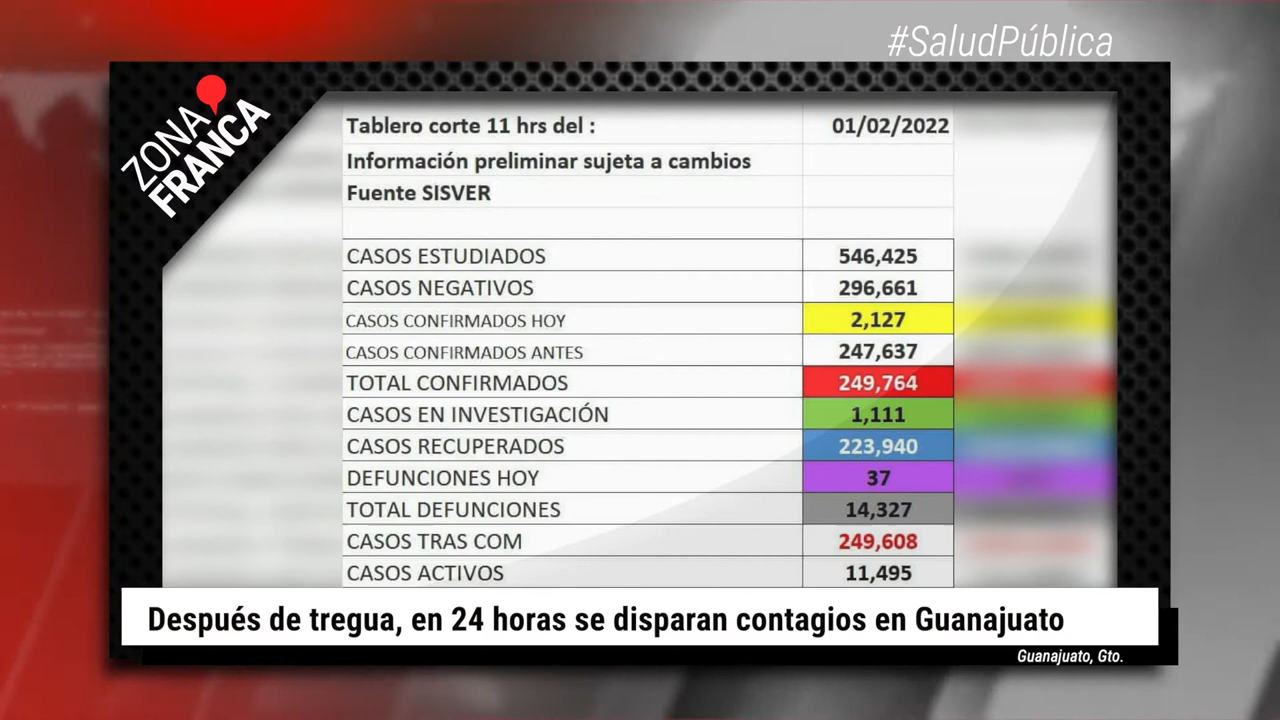 #SaludPública
ZONA
FRANCA
Tablero corte 11 hrs del : 01/02/2022
Información preliminar sujeta a cambios
Fuente SISVER
CASOS ESTUDIADOS 546,425
CASOS NEGATIVOS 296,661
CASOS CONFIRMADOS HOY 2,127
CASOS CONFIRMADOS ANTES 247,637
TOTAL CONFIRMADOS 249,764
CASOS EN INVESTIGACIÓN 1,111
CASOS RECUPERADOS 223,940
DEFUNCIONES HOY 37
TOTAL DEFUNCIONES 14,327
CASOS TRAS COM 249,608
CASOS ACTIVOS 11,495
Después de tregua, en 24 horas se disparan contagios en Guanajuato
Guanajuato, Gto.